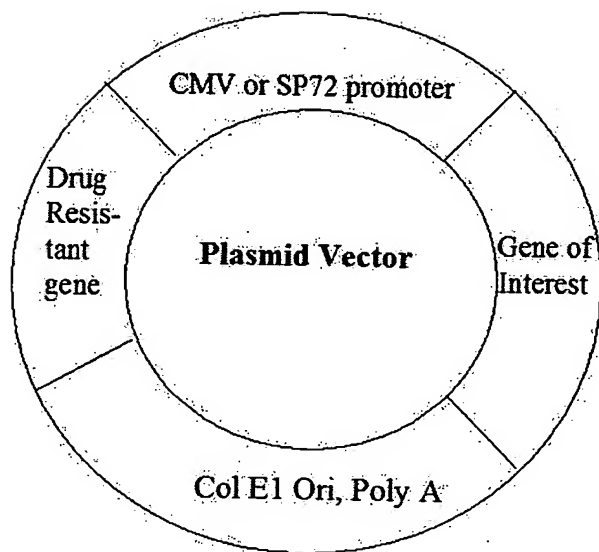 CMV or SP72 promoter
Drug
Resis-
tant
gene
Plasmid Vector
Gene of
Interest
Col E1 Ori, Poly A